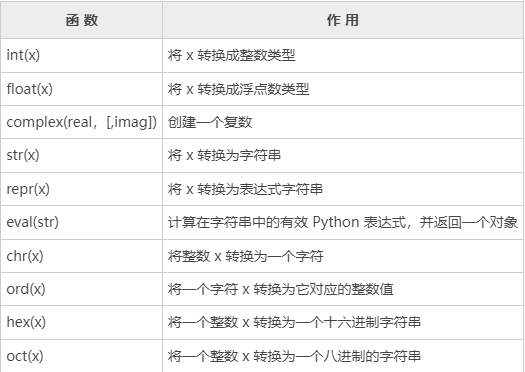 函 数 作 用
int(x) 将 x 转换成整数类型
float(x) 将 x 转换成浮点数类型
complex(real，[,imag]) 创建一个复数
str(x) 将 x 转换为字符串
repr(x) 将 x 转换为表达式字符串
eval(str) 计算在字符串中的有效 Python 表达式，并返回一个对象
chr(x) 将整数 x 转换为一个字符
ord(x) 将一个字符 x 转换为它对应的整数值
hex(x) 将一个整数 x 转换为一个十六进制字符串
oct(x) 将一个整数 x 转换为一个八进制的字符串